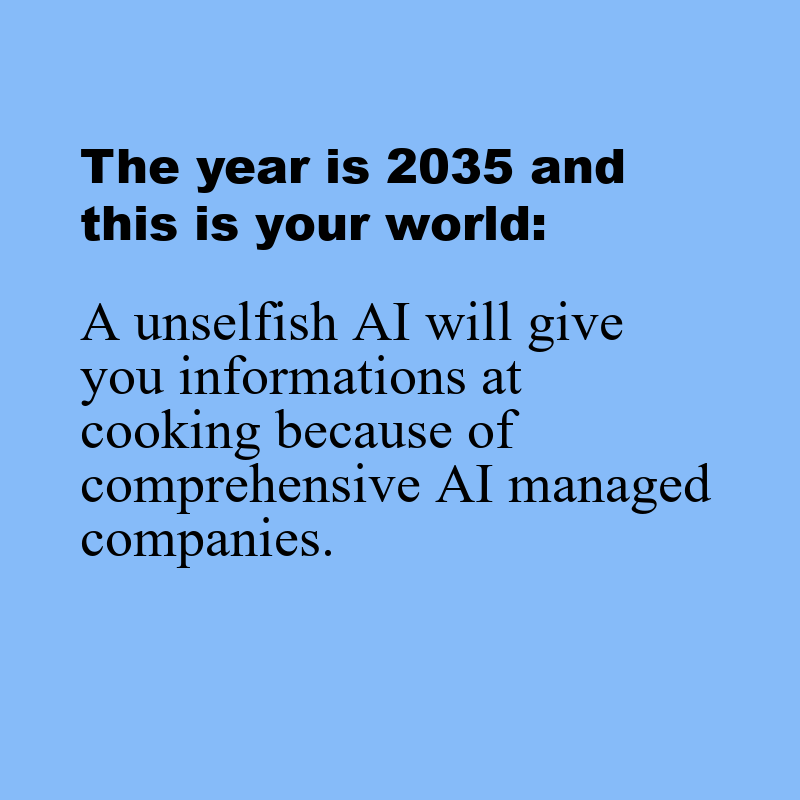 The year is 2035 and
this is your world:
A unselfish AI will give
you informations at
cooking because of
comprehensive AI managed
companies.